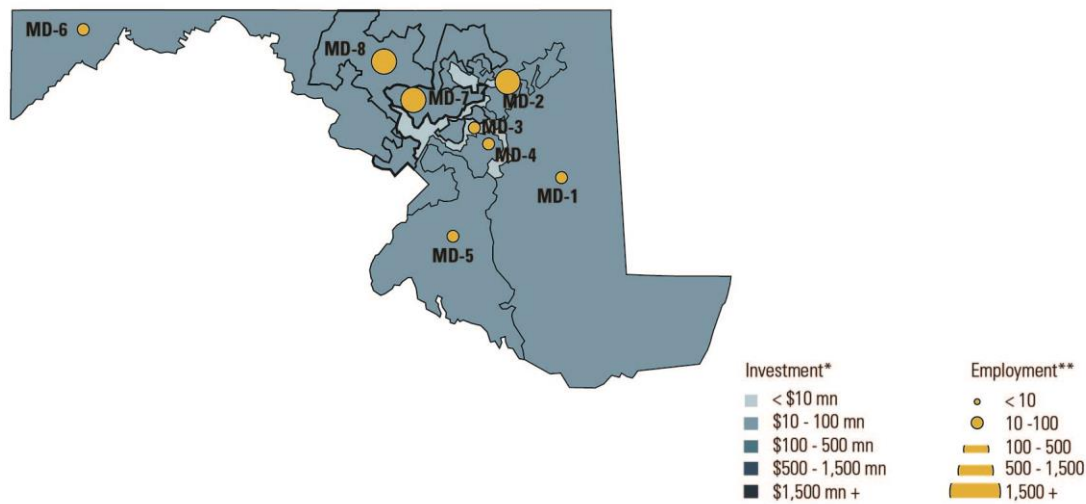 MD-6
MD-8
MD-7
MD-2
MD-3
MD-4
MD-1
MD-5
Investment*
< $10 mn
$10 - 100 mn
$100 - 500 mn
$500 - 1,500 mn
$1,500 mn +
Employment**
< 10
10 -100
100 - 500
500 - 1,500
1,500 +